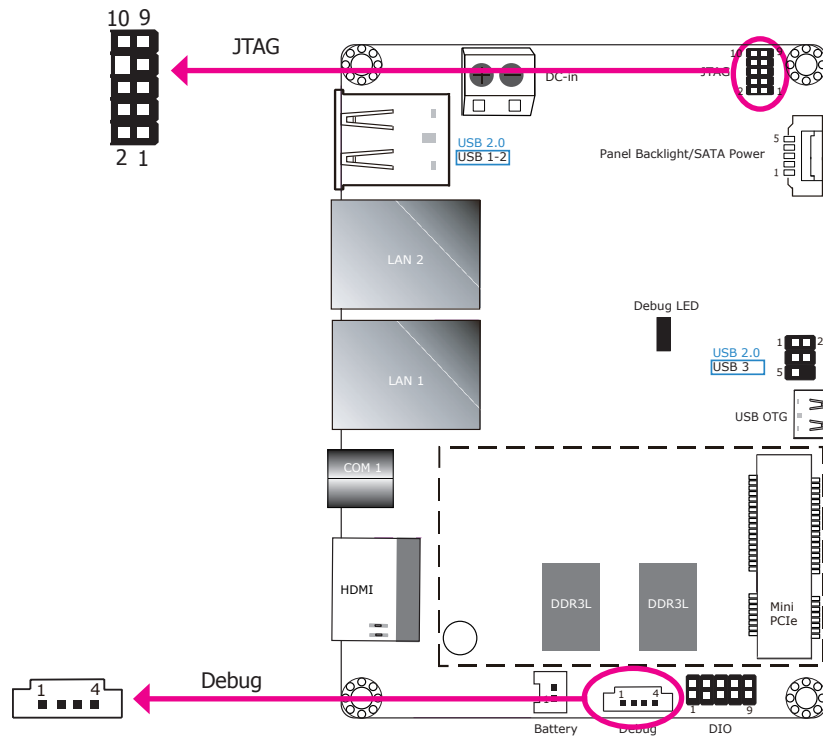 10 9
JTAG
2 1
10 9
JTAG
2 1
DC-in
USB 2.0
USB 1-2
5
Panel Backlight/SATA Power
1
LAN 2
Debug LED
1 2
USB 2.0
USB 3
5
LAN 1
USB OTG
COM 1
HDMI
DDR3L
DDR3L
Mini
PCIe
Debug
1 4
1
1 4
1 9
Battery
Debug
DIO